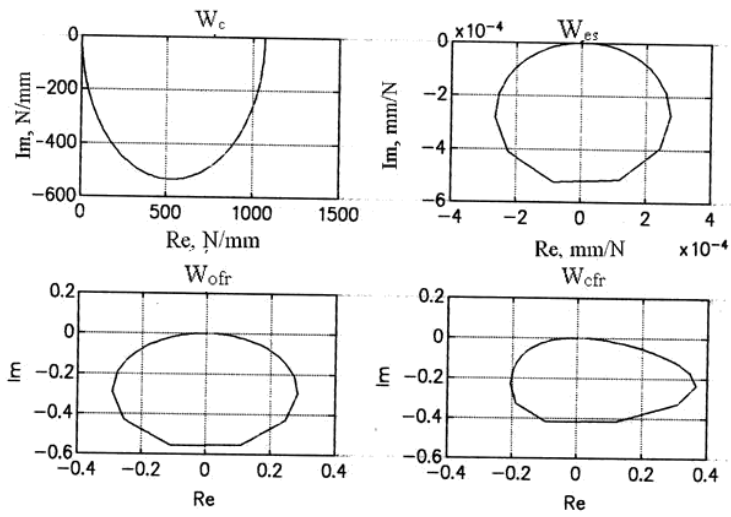 W_c
0
-200
-400
-600
Im, N/mm
0 500 1000 1500
Re, N/mm
×10⁻⁴ W_es
0
-2
-4
-6
Im, mm/N
-4 -2 0 2 4
Re, mm/N ×10⁻⁴
W_ofr
0.2
0
-0.2
-0.4
-0.6
Im
-0.4 -0.2 0 0.2 0.4
Re
W_cfr
0.2
0
-0.2
-0.4
-0.6
Im
-0.4 -0.2 0 0.2 0.4
Re